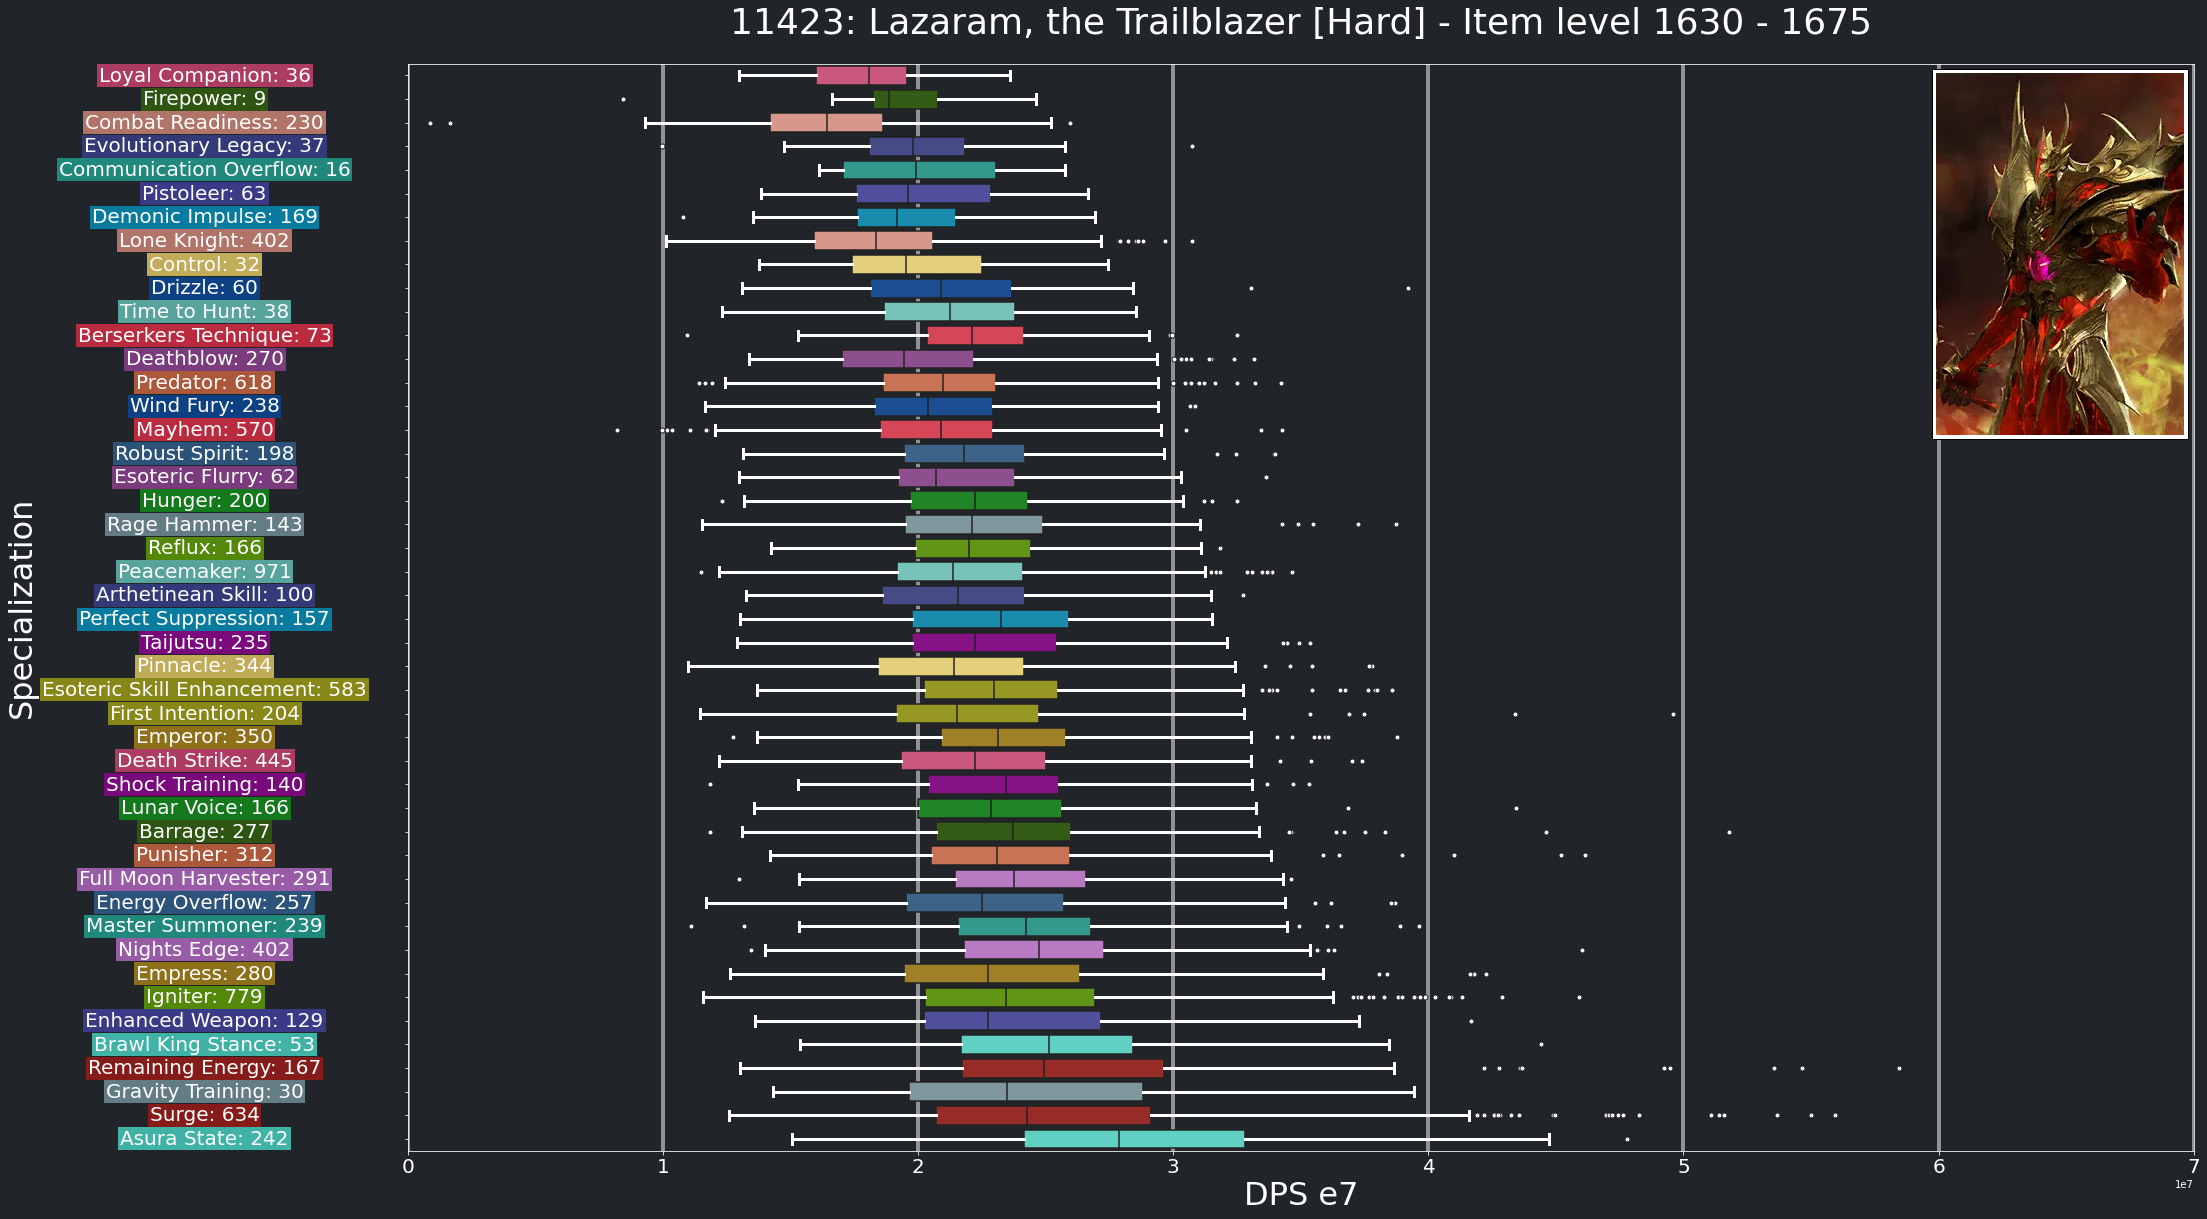 11423: Lazaram, the Trailblazer [Hard] - Item level 1630 - 1675
Specialization
Loyal Companion: 36
Firepower: 9
Combat Readiness: 230
Evolutionary Legacy: 37
Communication Overflow: 16
Pistoleer: 63
Demonic Impulse: 169
Lone Knight: 402
Control: 32
Drizzle: 60
Time to Hunt: 38
Berserkers Technique: 73
Deathblow: 270
Predator: 618
Wind Fury: 238
Mayhem: 570
Robust Spirit: 198
Esoteric Flurry: 62
Hunger: 200
Rage Hammer: 143
Reflux: 166
Peacemaker: 971
Arthetinean Skill: 100
Perfect Suppression: 157
Taijutsu: 235
Pinnacle: 344
Esoteric Skill Enhancement: 583
First Intention: 204
Emperor: 350
Death Strike: 445
Shock Training: 140
Lunar Voice: 166
Barrage: 277
Punisher: 312
Full Moon Harvester: 291
Energy Overflow: 257
Master Summoner: 239
Nights Edge: 402
Empress: 280
Igniter: 779
Enhanced Weapon: 129
Brawl King Stance: 53
Remaining Energy: 167
Gravity Training: 30
Surge: 634
Asura State: 242
0 1 2 3 4 5 6 7
1e7
DPS e7